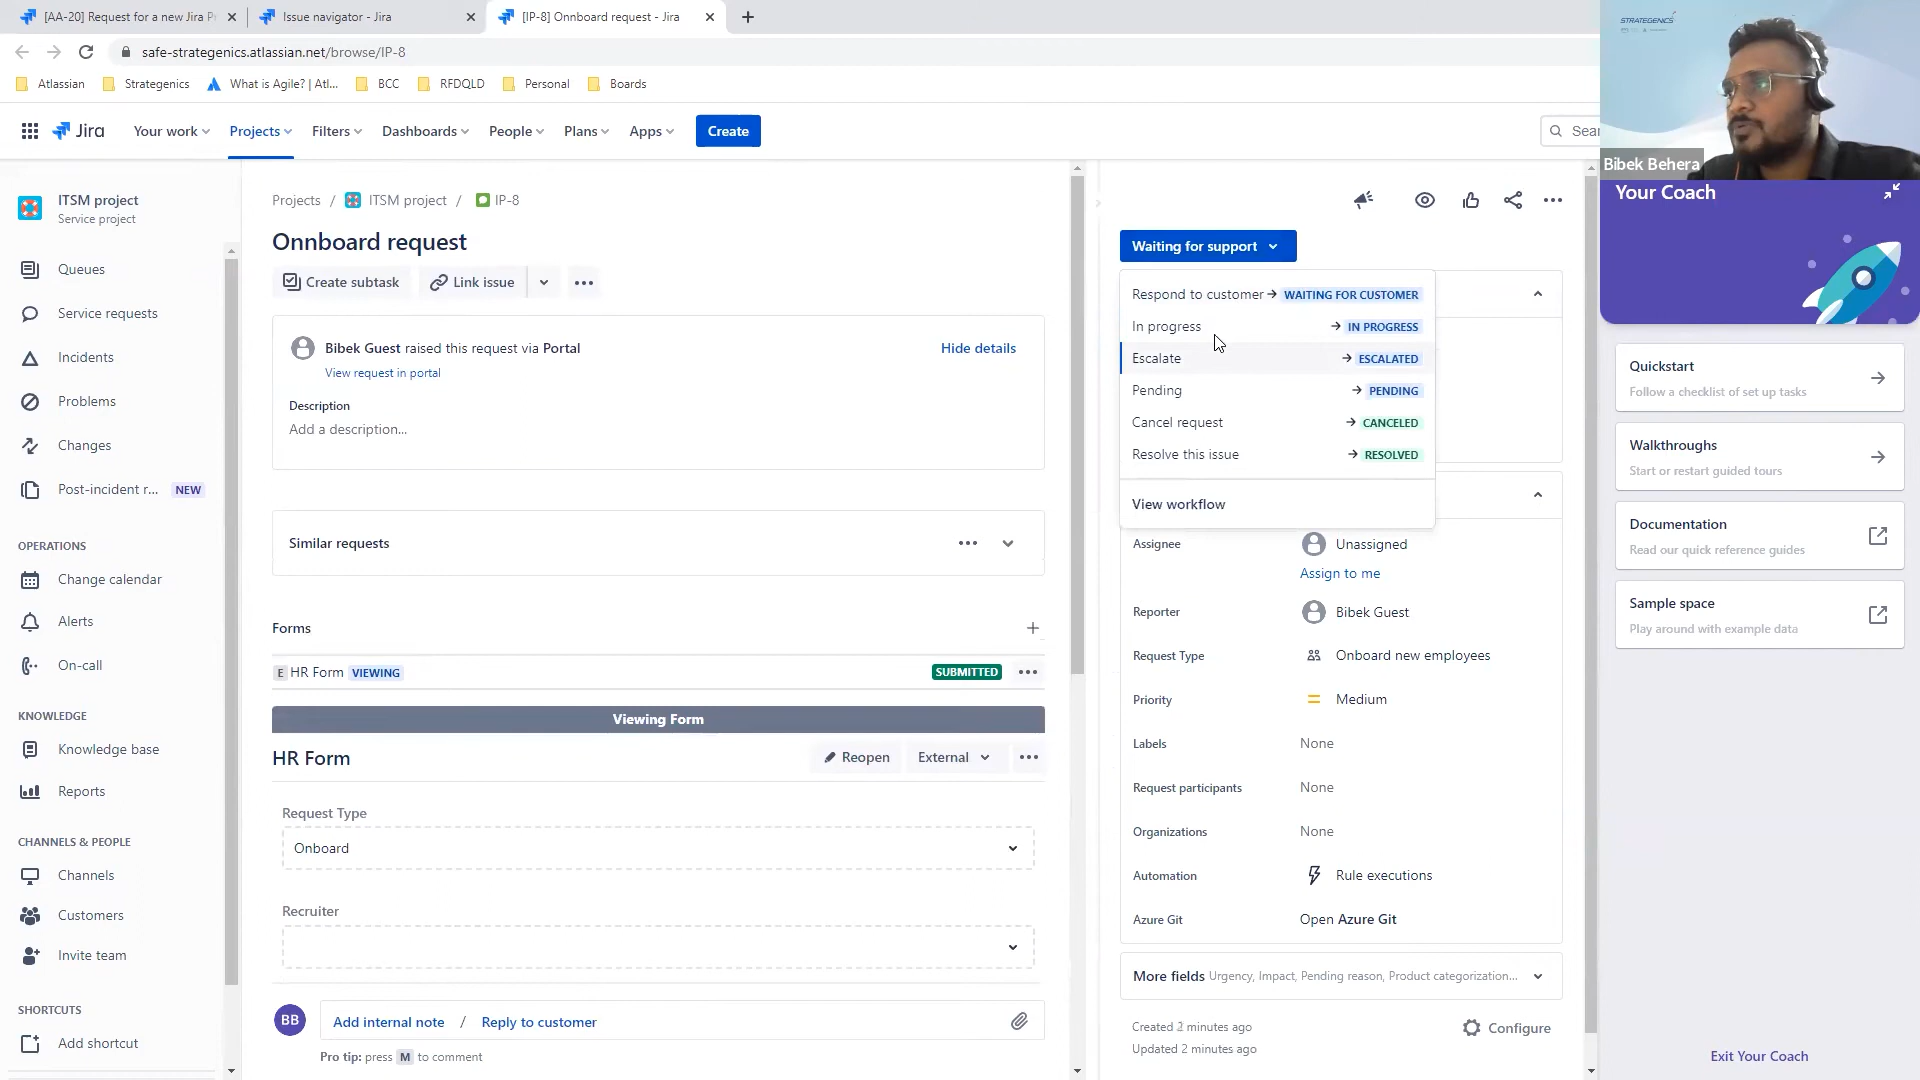 [AA-20] Request for a new Jira P
Issue navigator - Jira
[IP-8] Onnboard request - Jira
safe-strategenics.atlassian.net/browse/IP-8
Atlassian
Strategenics
What is Agile? | Atl...
BCC
RFDQLD
Personal
Boards
STRATEGENICS
Bibek Behera
Jira
Your work
Projects
Filters
Dashboards
People
Plans
Apps
Create
Sear
ITSM project
Service project
Queues
Service requests
Incidents
Problems
Changes
Post-incident r... NEW
OPERATIONS
Change calendar
Alerts
On-call
KNOWLEDGE
Knowledge base
Reports
CHANNELS & PEOPLE
Channels
Customers
Invite team
SHORTCUTS
Add shortcut
Projects / ITSM project / IP-8
Onnboard request
Create subtask
Link issue
Bibek Guest raised this request via Portal
Hide details
View request in portal
Description
Add a description...
Similar requests
Forms
E HR Form VIEWING
SUBMITTED
Viewing Form
HR Form
Reopen
External
Request Type
Onboard
Recruiter
BB
Add internal note / Reply to customer
Pro tip: press M to comment
Waiting for support
Respond to customer → WAITING FOR CUSTOMER
In progress → IN PROGRESS
Escalate → ESCALATED
Pending → PENDING
Cancel request → CANCELED
Resolve this issue → RESOLVED
View workflow
Assignee
Unassigned
Assign to me
Reporter
Bibek Guest
Request Type
Onboard new employees
Priority
Medium
Labels
None
Request participants
None
Organizations
None
Automation
Rule executions
Azure Git
Open Azure Git
More fields Urgency, Impact, Pending reason, Product categorization...
Created 2 minutes ago
Updated 2 minutes ago
Configure
Your Coach
Quickstart
Follow a checklist of set up tasks
Walkthroughs
Start or restart guided tours
Documentation
Read our quick reference guides
Sample space
Play around with example data
Exit Your Coach